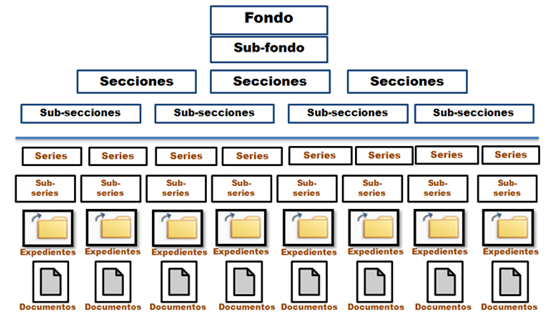 Fondo
Sub-fondo
Secciones Secciones Secciones
Sub-secciones Sub-secciones Sub-secciones Sub-secciones
Series Series Series Series Series Series Series Series
Sub- Sub- Sub- Sub- Sub- Sub- Sub- Sub-
series series series series series series series series
Expedientes Expedientes Expedientes Expedientes Expedientes Expedientes Expedientes Expedientes
Documentos Documentos Documentos Documentos Documentos Documentos Documentos Documentos